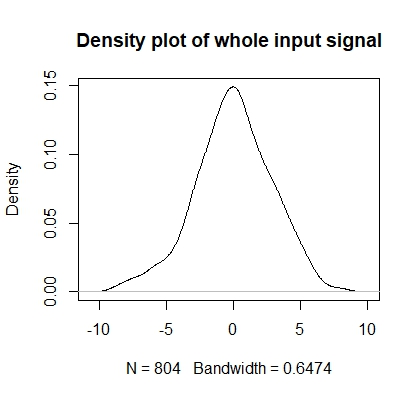 Density plot of whole input signal
Density
0.15
0.10
0.05
0.00
-10 -5 0 5 10
N = 804 Bandwidth = 0.6474